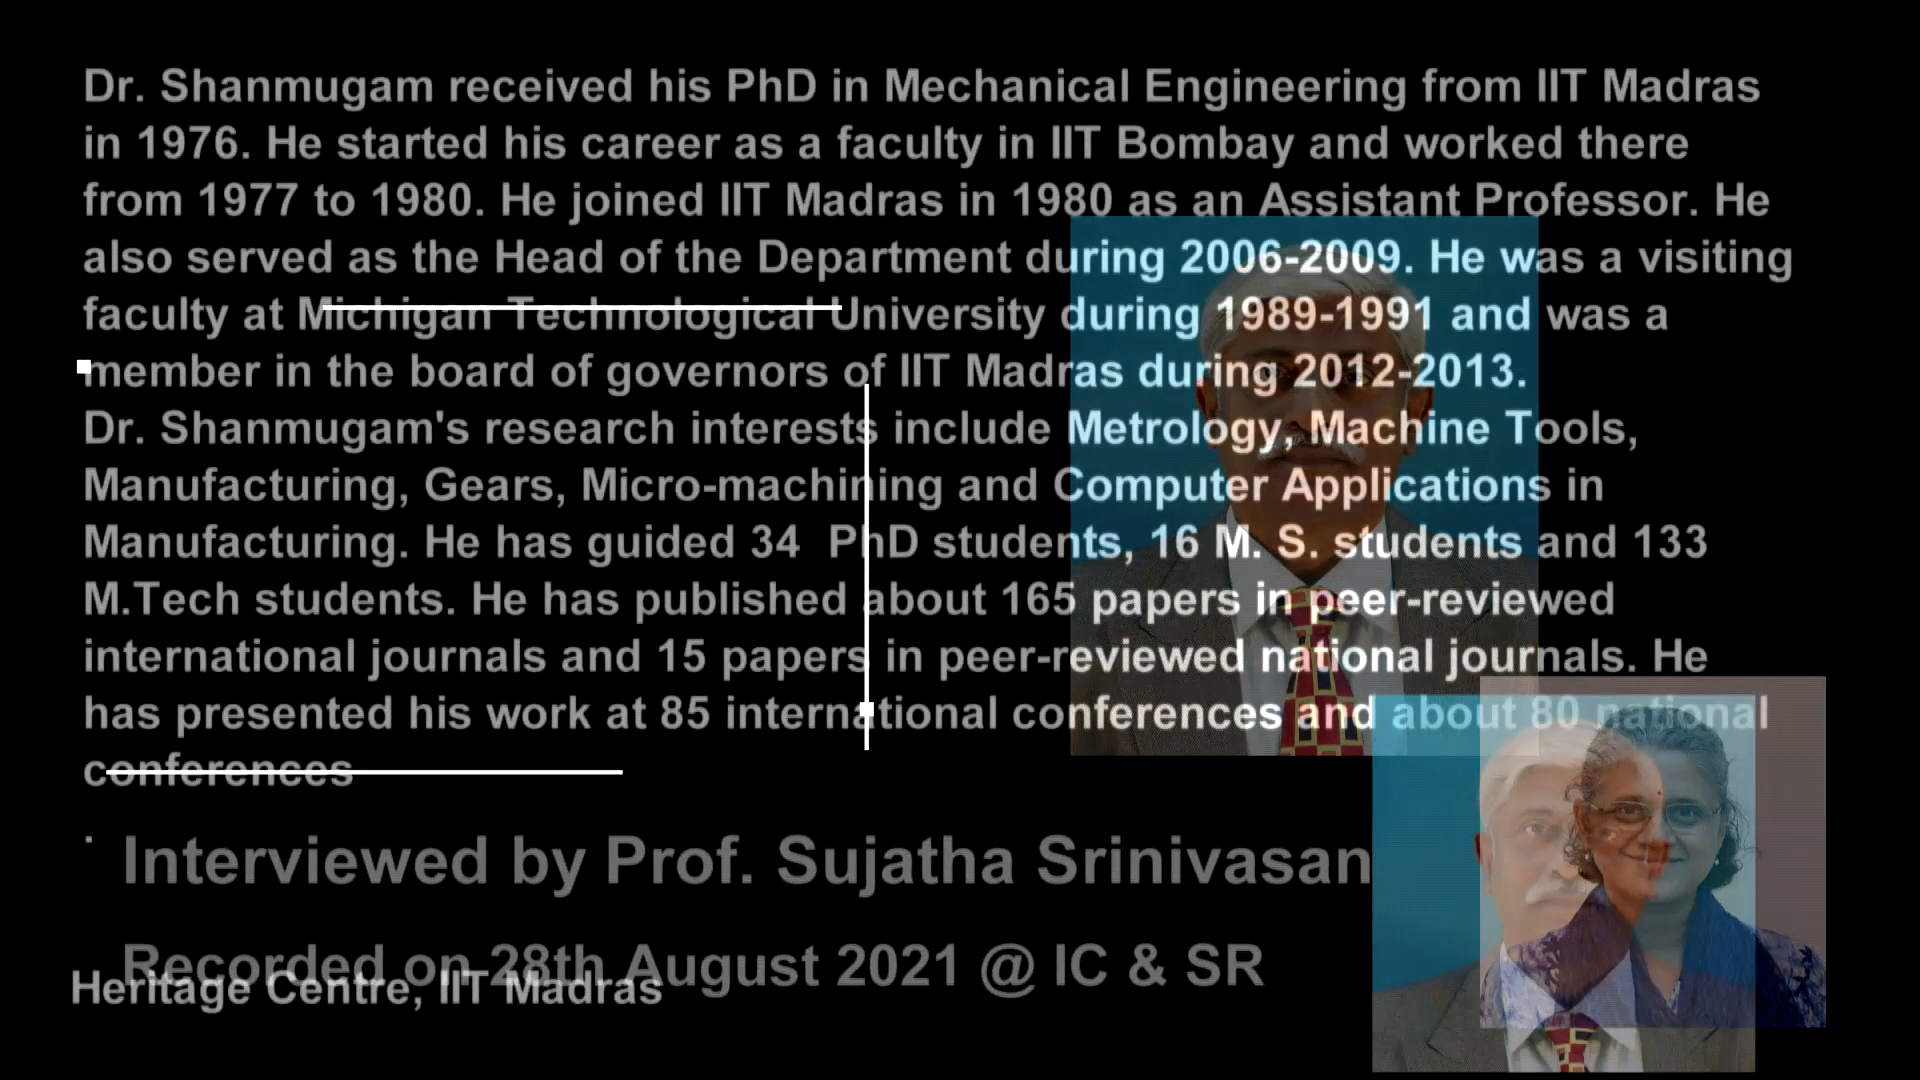 Dr. Shanmugam received his PhD in Mechanical Engineering from IIT Madras
in 1976. He started his career as a faculty in IIT Bombay and worked there
from 1977 to 1980. He joined IIT Madras in 1980 as an Assistant Professor. He
also served as the Head of the Department during 2006-2009. He was a visiting
faculty at Michigan Technological University during 1989-1991 and was a
member in the board of governors of IIT Madras during 2012-2013.
Dr. Shanmugam's research interests include Metrology, Machine Tools,
Manufacturing, Gears, Micro-machining and Computer Applications in
Manufacturing. He has guided 34 PhD students, 16 M. S. students and 133
M.Tech students. He has published about 165 papers in peer-reviewed
international journals and 15 papers in peer-reviewed national journals. He
has presented his work at 85 international conferences and about 80 national
conferences
.
Interviewed by Prof. Sujatha Srinivasan
Recorded on 28th August 2021 @ IC & SR
Heritage Centre, IIT Madras